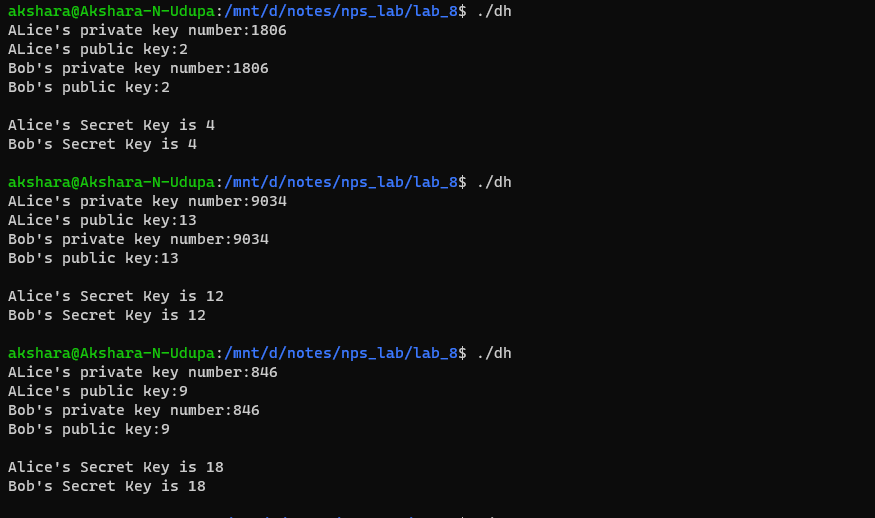 akshara@Akshara-N-Udupa:/mnt/d/notes/nps_lab/lab_8$ ./dh
ALice's private key number:1806
ALice's public key:2
Bob's private key number:1806
Bob's public key:2
Alice's Secret Key is 4
Bob's Secret Key is 4
akshara@Akshara-N-Udupa:/mnt/d/notes/nps_lab/lab_8$ ./dh
ALice's private key number:9034
ALice's public key:13
Bob's private key number:9034
Bob's public key:13
Alice's Secret Key is 12
Bob's Secret Key is 12
akshara@Akshara-N-Udupa:/mnt/d/notes/nps_lab/lab_8$ ./dh
ALice's private key number:846
ALice's public key:9
Bob's private key number:846
Bob's public key:9
Alice's Secret Key is 18
Bob's Secret Key is 18